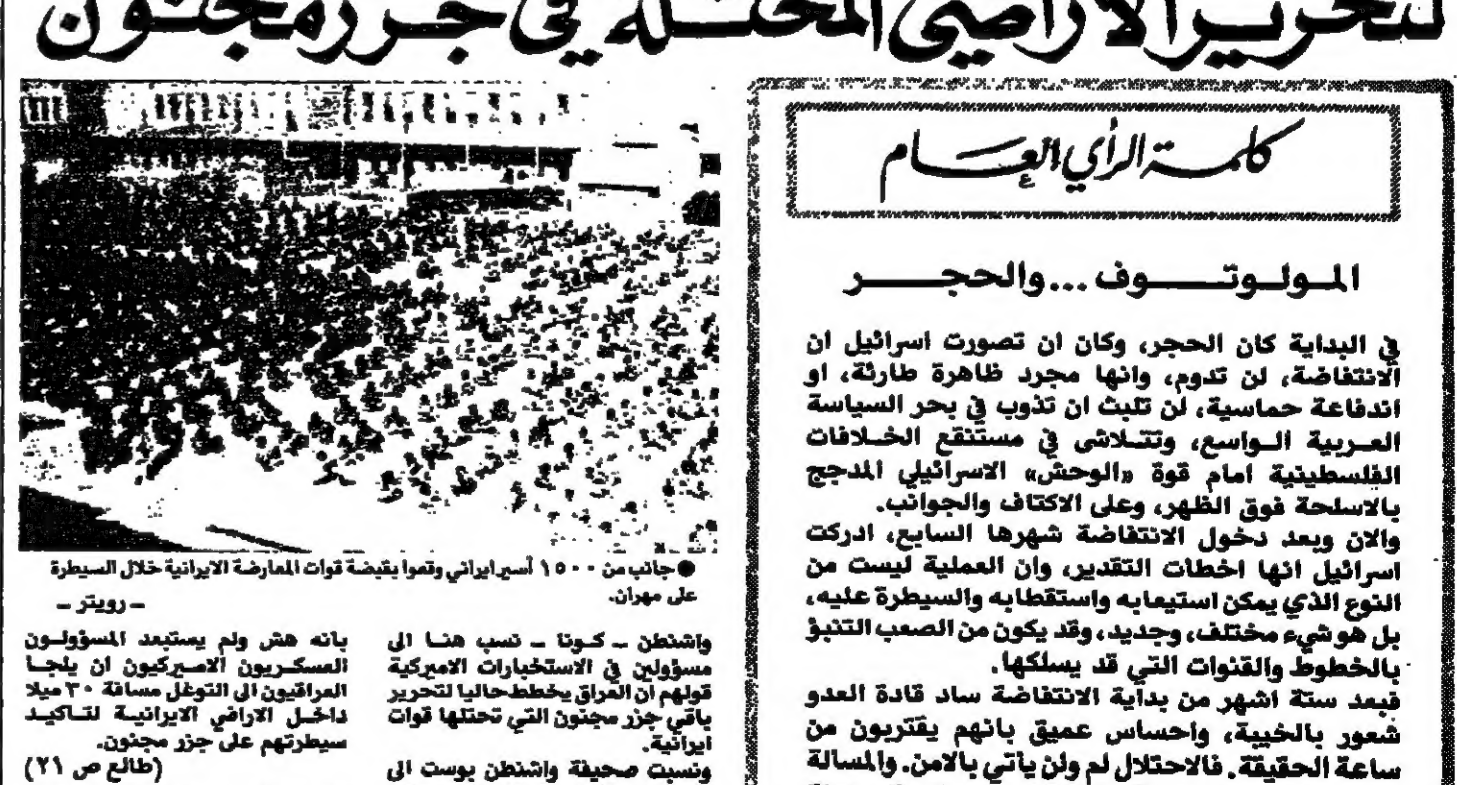 لتحرير الاراضي المحتلة في جزر مجنون
كلمة الرأي العام
المولوتوف... والحجر
في البداية كان الحجر، وكان ان تصورت اسرائيل ان
الانتفاضة، لن تدوم، وانها مجرد ظاهرة طارئة، او
اندفاعة حماسية، لن تلبث ان تذوب في بحر السياسة
العربية الواسع، وتتلاشى في مستنقع الخلافات
الفلسطينية امام قوة «الوحش» الاسرائيلي المدجج
بالاسلحة فوق الظهر، وعلى الاكتاف والجوانب.
والان وبعد دخول الانتفاضة شهرها السابع، ادركت
اسرائيل انها اخطات التقدير، وان العملية ليست من
النوع الذي يمكن استيعابه واستقطابه والسيطرة عليه،
بل هو شيء مختلف، وجديد، وقد يكون من الصعب التنبؤ
بالخطوط والقنوات التي قد يسلكها.
فبعد ستة اشهر من بداية الانتفاضة ساد قادة العدو
شعور بالخيبة، واحساس عميق بانهم يقتربون من
ساعة الحقيقة. فالاحتلال لم ولن ياتي بالامن. والمسالة
●جانب من ١٥٠٠ أسير ايراني وقعوا بقبضة قوات المعارضة الايرانية خلال السيطرة
على مهران.
ـ رويتر ـ
واشنطن ـ كونا ـ نسب هنا الى
مسؤولين في الاستخبارات الامبركية
قولهم ان العراق يخطط حاليا لتحرير
باقي جزر مجنون التي تحتلها قوات
ايرانية.
ونسبت صحيفة واشنطن بوست الى
بانه هش ولم يستبعد المسؤولون
العسكريون الاميركيون ان يلجا
العراقيون الى التوغل مسافة ٣٠ ميلا
داخل الاراضي الايرانية لتاكيد
سيطرتهم على جزر مجنون.
(طالع ص ٢١)